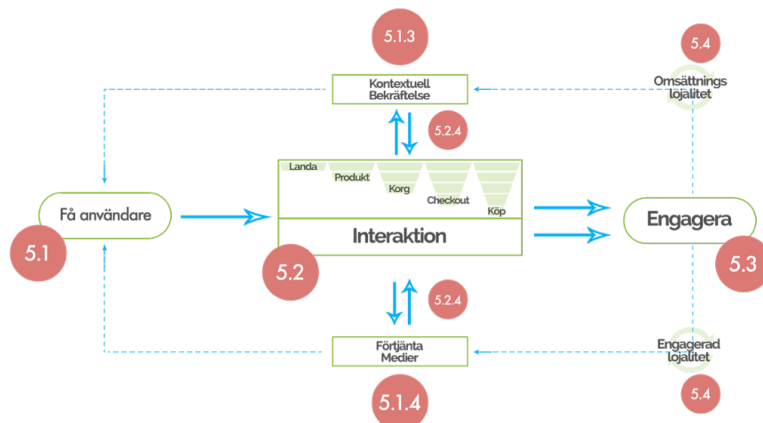 5.1.3
5.4
Kontextuell
Bekräftelse
Omsättnings
lojalitet
5.2.4
Landa
Produkt
Korg
Checkout
Köp
Få användare
Interaktion
Engagera
5.1
5.2
5.3
5.2.4
Förtjänta
Medier
Engagerad
lojalitet
5.1.4
5.4